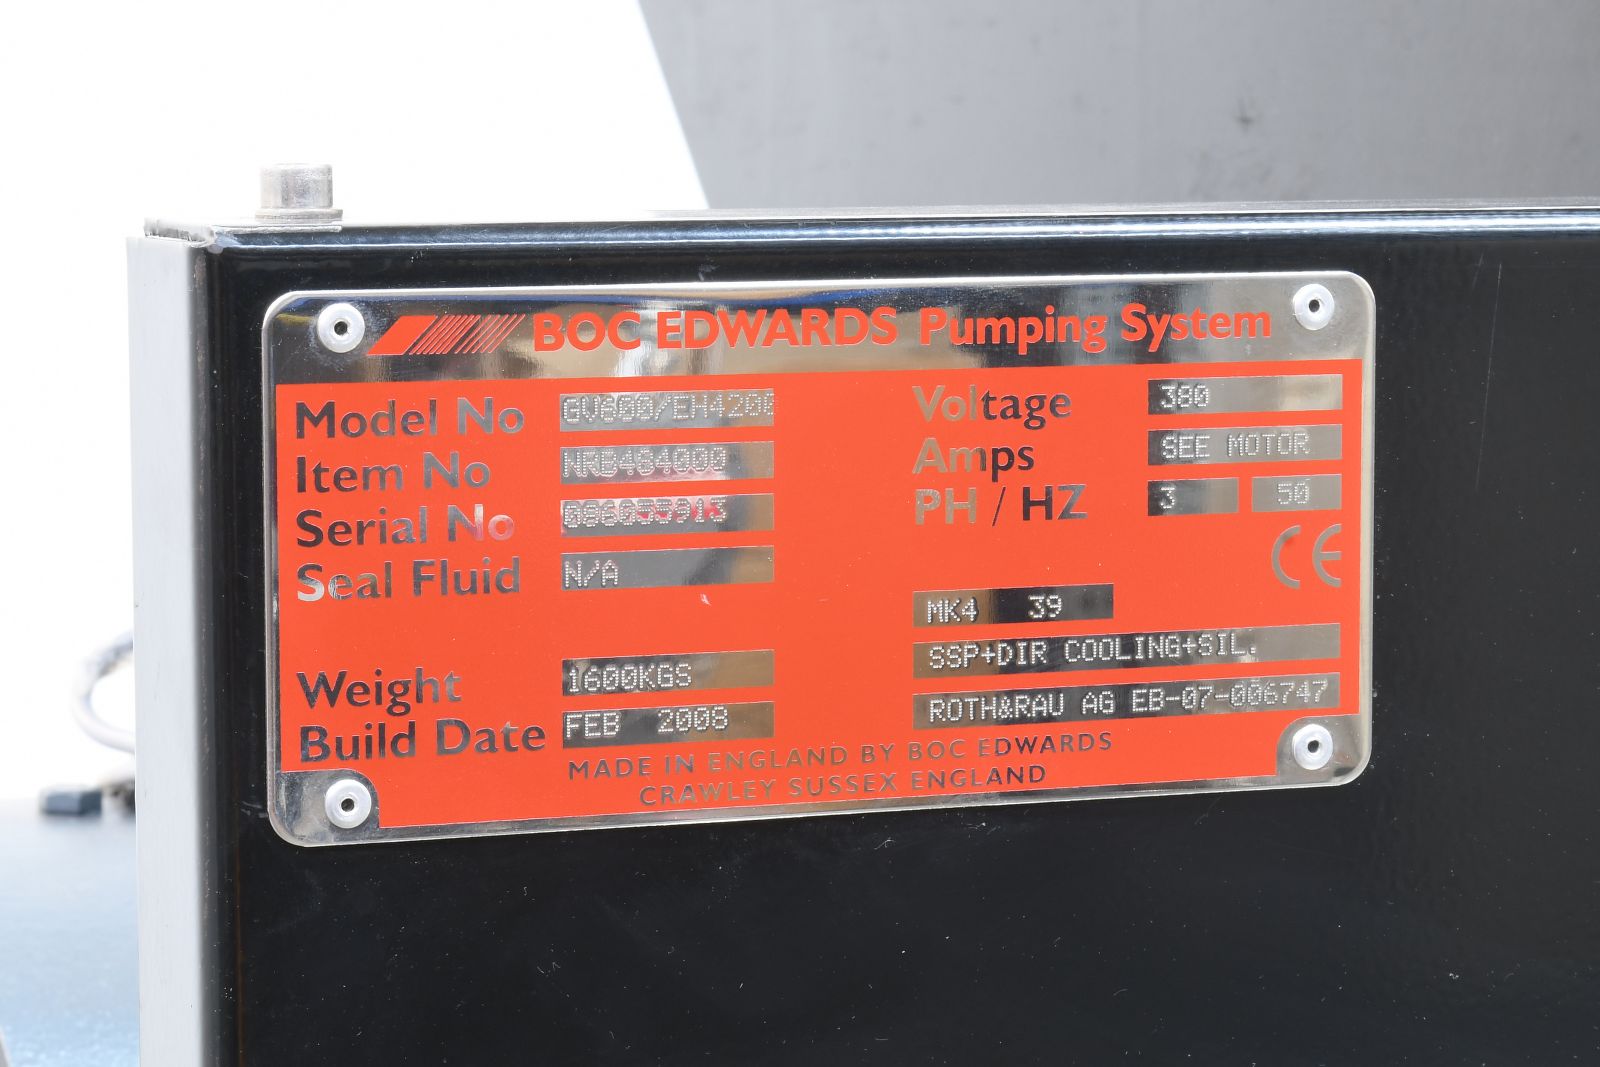 BOC EDWARDS Pumping System
Model No GV600/EH4200
Item No NRB464000
Serial No 086055913
Seal Fluid N/A
Weight 1600KGS
Build Date FEB 2008
Voltage 380
Amps SEE MOTOR
PH / HZ 3 50
CE
MK4 39
SSP+DIR COOLING+SIL.
ROTH&RAU AG EB-07-006747
MADE IN ENGLAND BY BOC EDWARDS
CRAWLEY SUSSEX ENGLAND